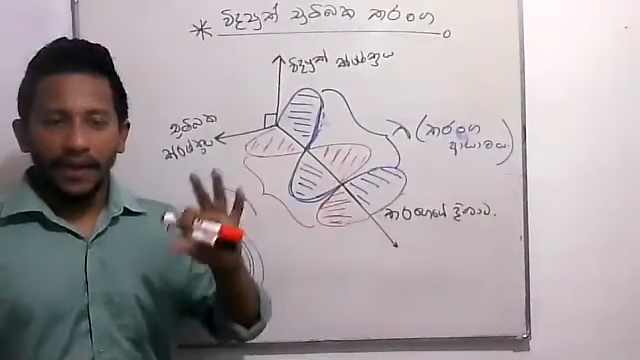 * විද්‍යුත් චුම්බක තරංග
විද්‍යුත් ක්ෂේත්‍රය
චුම්බක
ක්ෂේත්‍රය
λ (තරංග
ආයාමය)
තරංගයේ දිශාව.